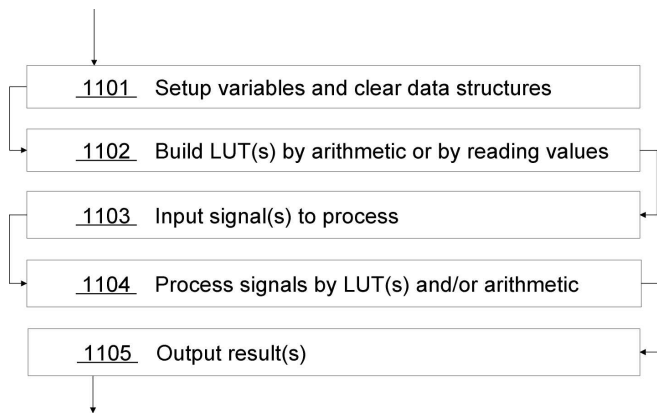 1101 Setup variables and clear data structures
1102 Build LUT(s) by arithmetic or by reading values
1103 Input signal(s) to process
1104 Process signals by LUT(s) and/or arithmetic
1105 Output result(s)